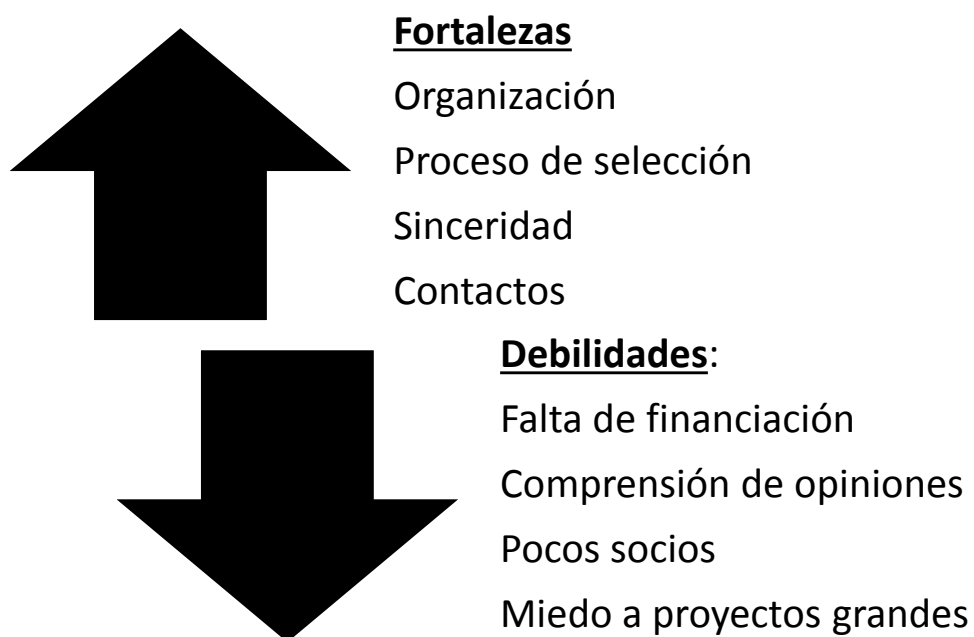 Fortalezas
Organización
Proceso de selección
Sinceridad
Contactos
Debilidades:
Falta de financiación
Comprensión de opiniones
Pocos socios
Miedo a proyectos grandes